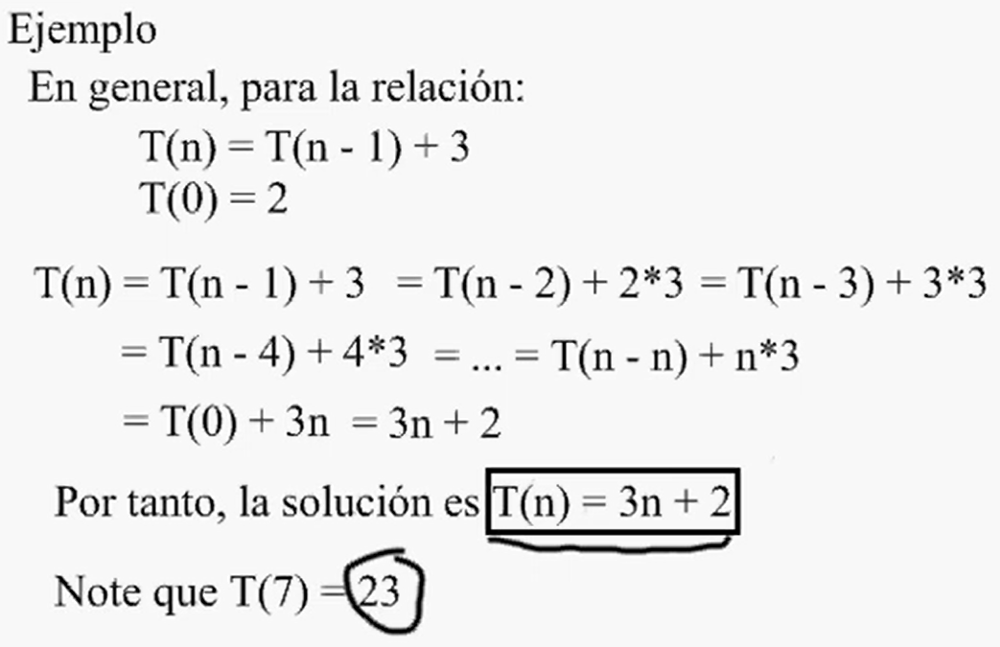 Ejemplo
En general, para la relación:
T(n) = T(n - 1) + 3
T(0) = 2
T(n) = T(n - 1) + 3 = T(n - 2) + 2*3 = T(n - 3) + 3*3
= T(n - 4) + 4*3 = ... = T(n - n) + n*3
= T(0) + 3n = 3n + 2
Por tanto, la solución es T(n) = 3n + 2
Note que T(7) = 23